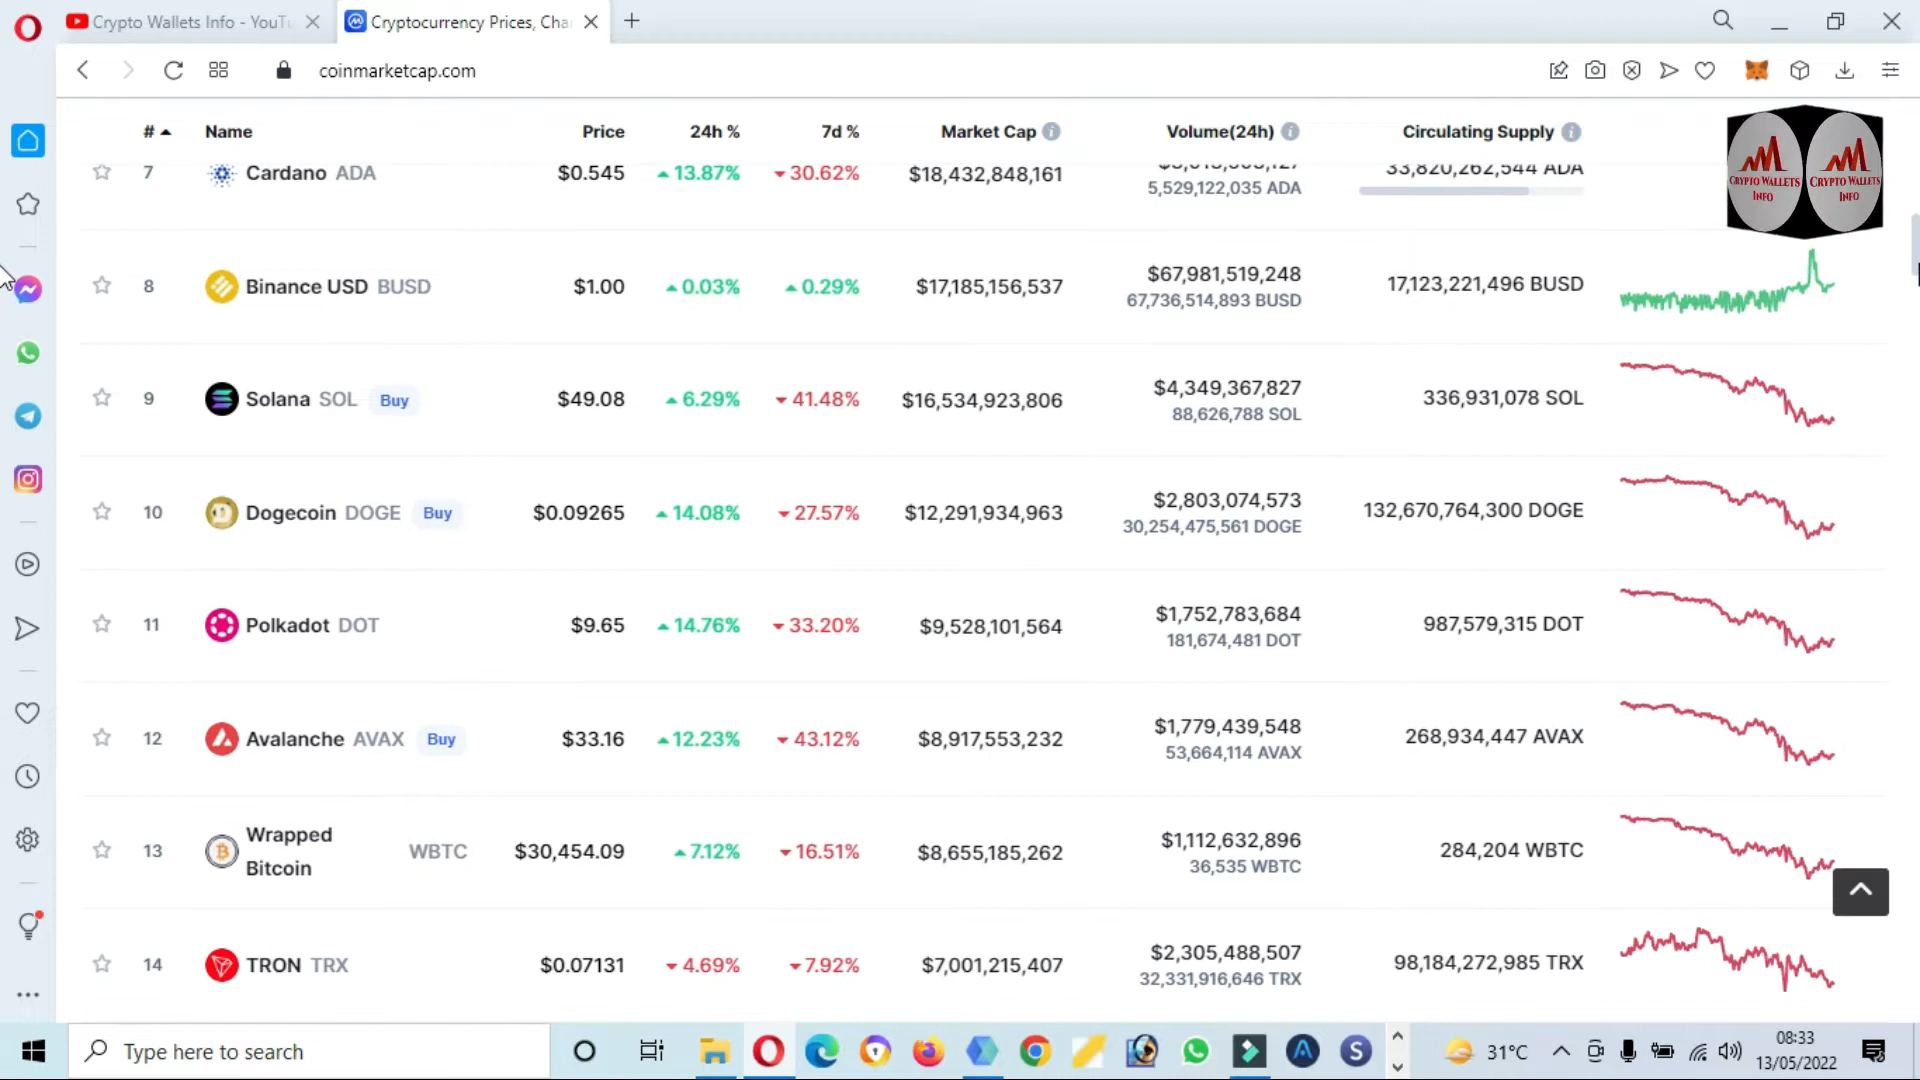 Crypto Wallets Info - YouTu
Cryptocurrency Prices, Cha
coinmarketcap.com
# Name Price 24h % 7d % Market Cap Volume(24h) Circulating Supply
CRYPTO WALLETS INFO CRYPTO WALLETS INFO
7 Cardano ADA $0.545 13.87% 30.62% $18,432,848,161 33,820,262,544 ADA
5,529,122,035 ADA
8 Binance USD BUSD $1.00 0.03% 0.29% $17,185,156,537 $67,981,519,248 17,123,221,496 BUSD
67,736,514,893 BUSD
9 Solana SOL Buy $49.08 6.29% 41.48% $16,534,923,806 $4,349,367,827 336,931,078 SOL
88,626,788 SOL
10 Dogecoin DOGE Buy $0.09265 14.08% 27.57% $12,291,934,963 $2,803,074,573 132,670,764,300 DOGE
30,254,475,561 DOGE
11 Polkadot DOT $9.65 14.76% 33.20% $9,528,101,564 $1,752,783,684 987,579,315 DOT
181,674,481 DOT
12 Avalanche AVAX Buy $33.16 12.23% 43.12% $8,917,553,232 $1,779,439,548 268,934,447 AVAX
53,664,114 AVAX
13 Wrapped Bitcoin WBTC $30,454.09 7.12% 16.51% $8,655,185,262 $1,112,632,896 284,204 WBTC
36,535 WBTC
14 TRON TRX $0.07131 4.69% 7.92% $7,001,215,407 $2,305,488,507 98,184,272,985 TRX
32,331,916,646 TRX
Type here to search
31°C
08:33
13/05/2022